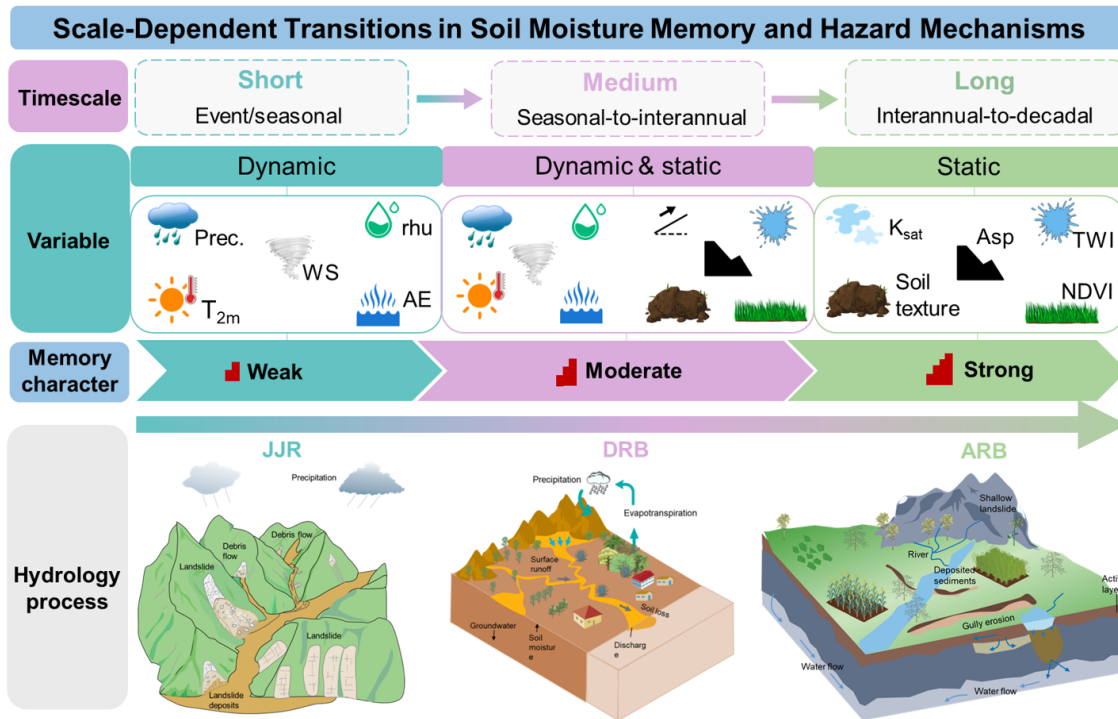 Scale-Dependent Transitions in Soil Moisture Memory and Hazard Mechanisms
Timescale
Short
Event/seasonal
Medium
Seasonal-to-interannual
Long
Interannual-to-decadal
Variable
Dynamic
Dynamic & static
Static
Prec.
rhu
WS
T2m
AE
Ksat
Asp
TWI
Soil
texture
NDVI
Memory
character
Weak
Moderate
Strong
Hydrology
process
JJR
Precipitation
Debris flow
Debris
flow
Landslide
Landslide
Landslide
deposits
DRB
Precipitation
Evapotranspiration
Surface
runoff
Soil loss
Groundwater
Soil
moistur
e
Discharg
e
ARB
Shallow
landslide
River
Deposited
sediments
Acti
layer
Gully erosion
Water flow
Water flow